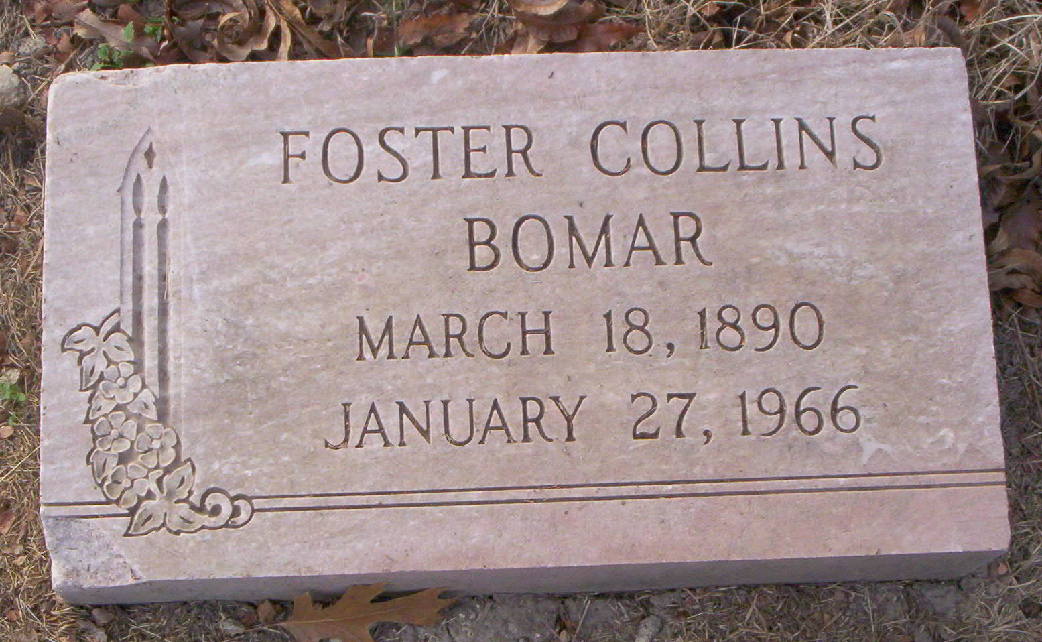 FOSTER COLLINS
BOMAR
MARCH 18, 1890
JANUARY 27, 1966